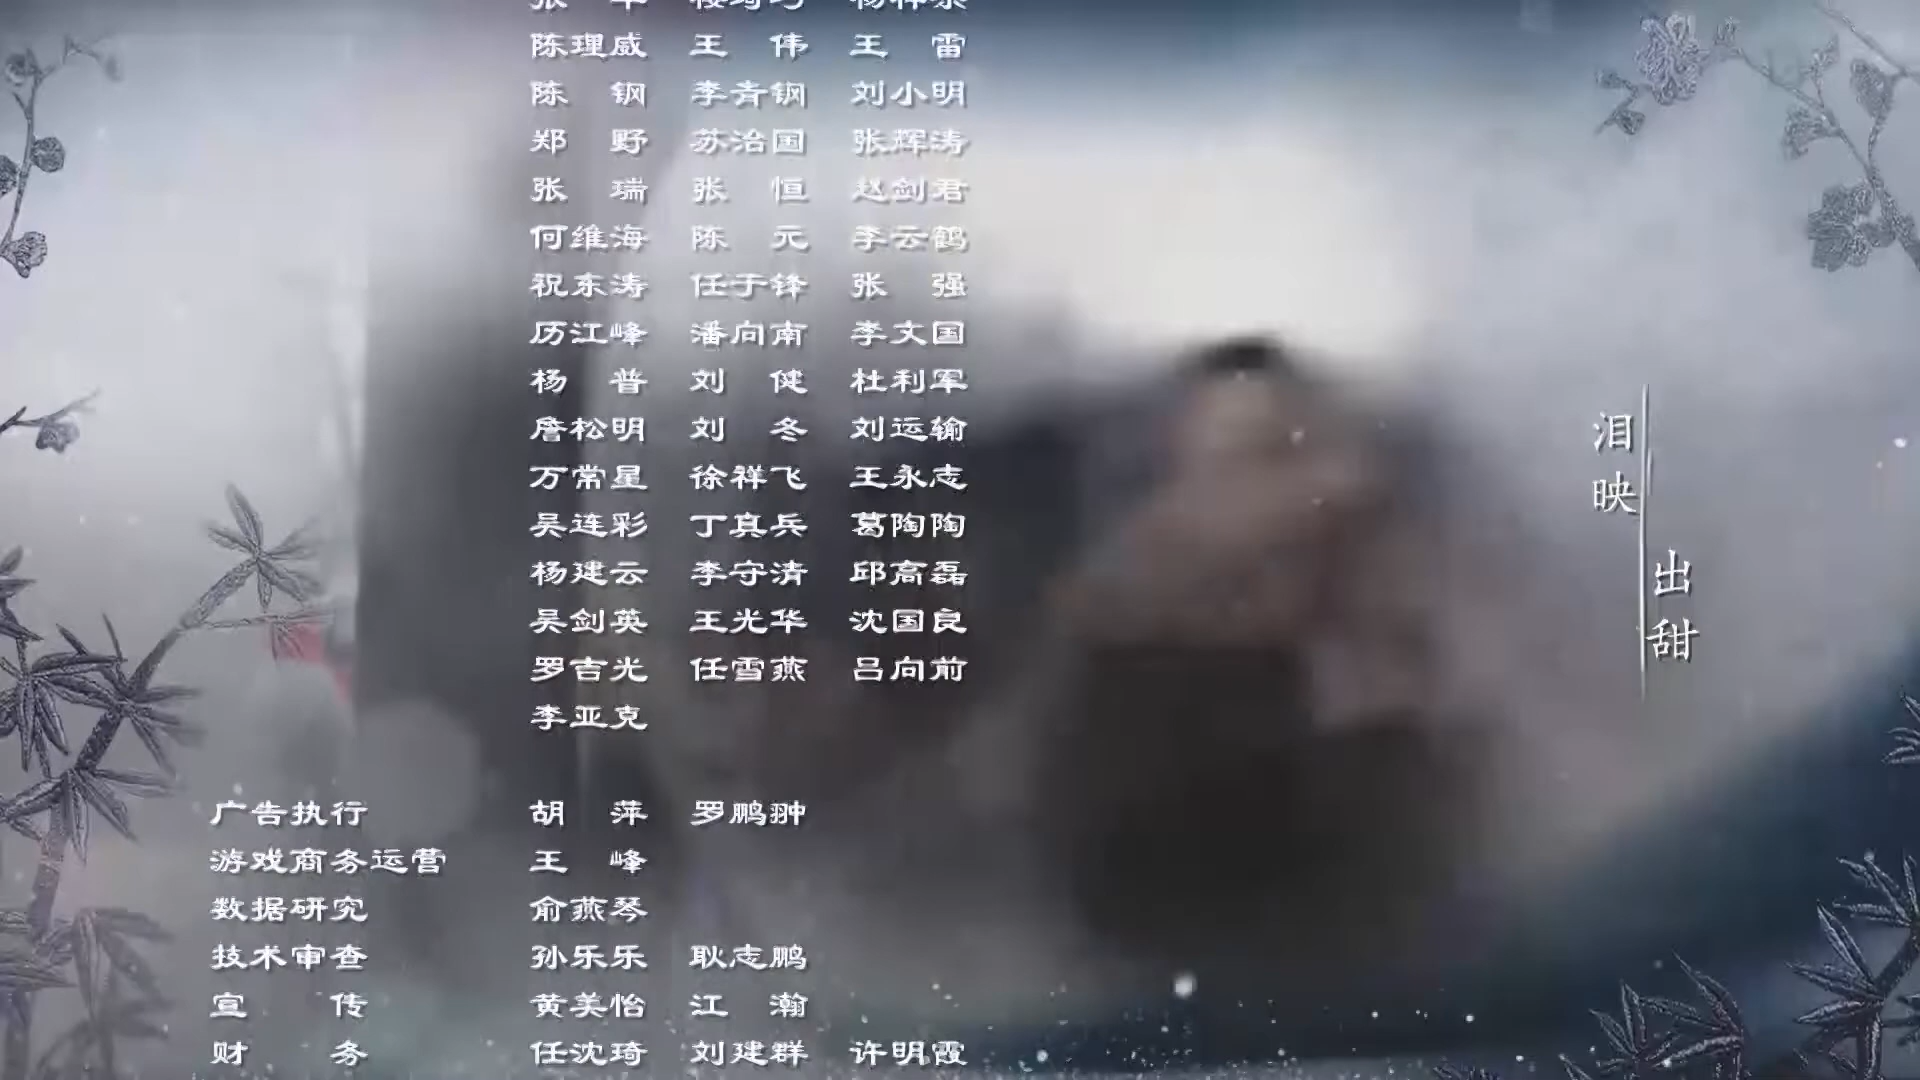 陈理威 王 伟 王 雷
陈 钢 李青钢 刘小明
郑 野 苏治国 张辉涛
张 瑞 张 恒 赵剑君
何维海 陈 元 李云鹤
祝东涛 任于锋 张 强
历江峰 潘向南 李文国
杨 普 刘 健 杜利军
詹松明 刘 冬 刘运输
万常星 徐祥飞 王永志
吴连彩 丁真兵 葛陶陶
杨建云 李守清 邱高磊
吴剑英 王光华 沈国良
罗吉光 任雪燕 吕向前
李亚克
广告执行 胡 萍 罗鹏翀
游戏商务运营 王 峰
数据研究 俞燕琴
技术审查 孙乐乐 耿志鹏
宣 传 黄美怡 江 瀚
财 务 任沈琦 刘建群 许明霞
泪映
出甜